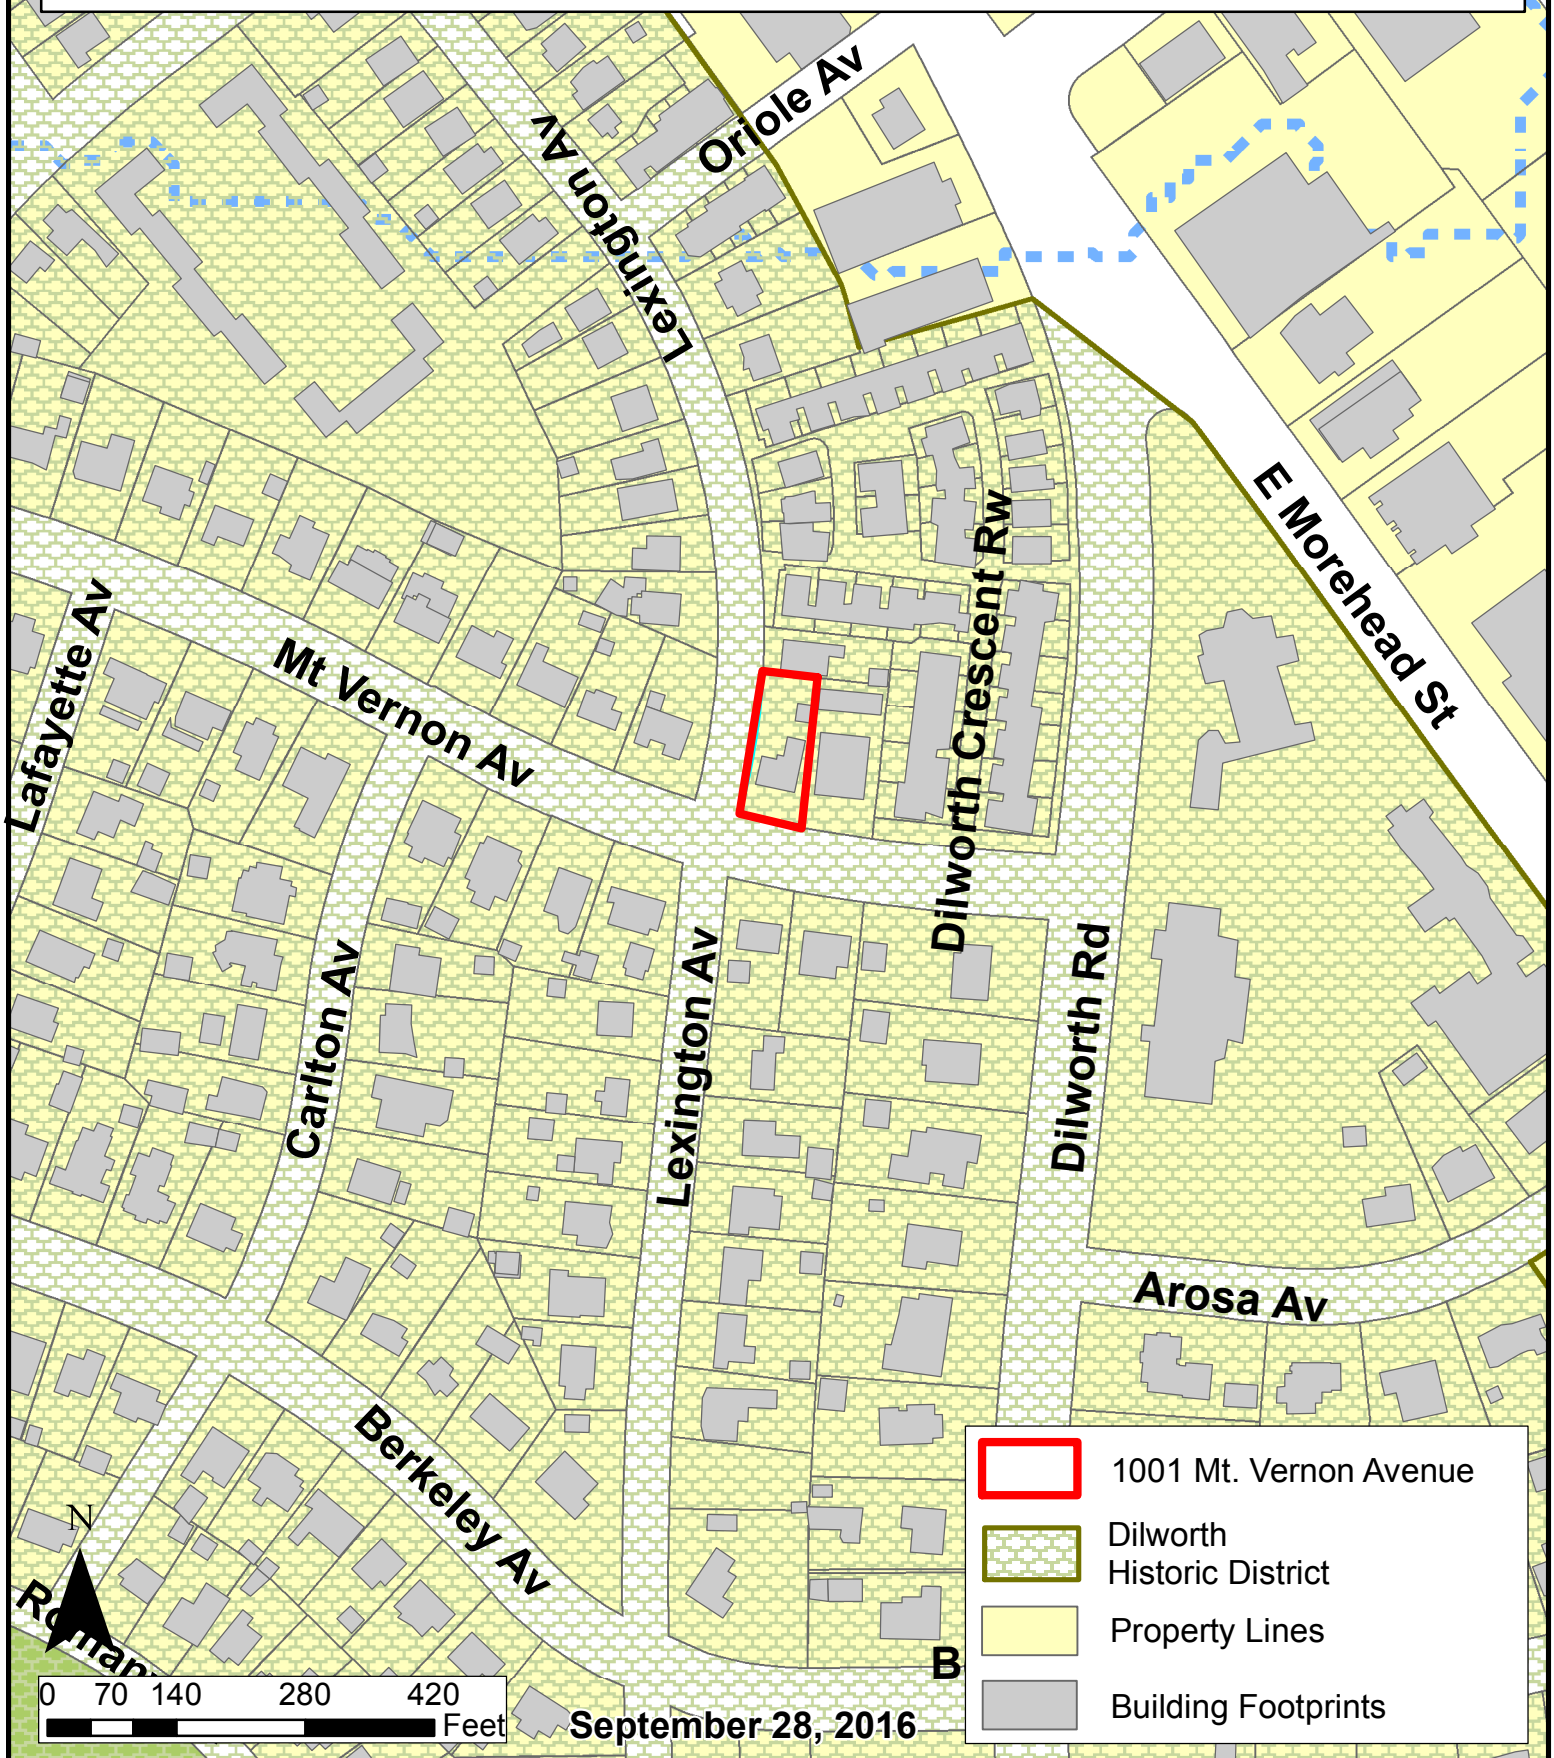 Oriole Av
Lexington Av
E Morehead St
Dilworth Crescent Rw
Lafayette Av
Mt Vernon Av
Dilworth Rd
Lexington Av
Carlton Av
Arosa Av
Berkeley Av
1001 Mt. Vernon Avenue
Dilworth
Historic District
Property Lines
Building Footprints
N
B
0 70 140 280 420
Feet
September 28, 2016